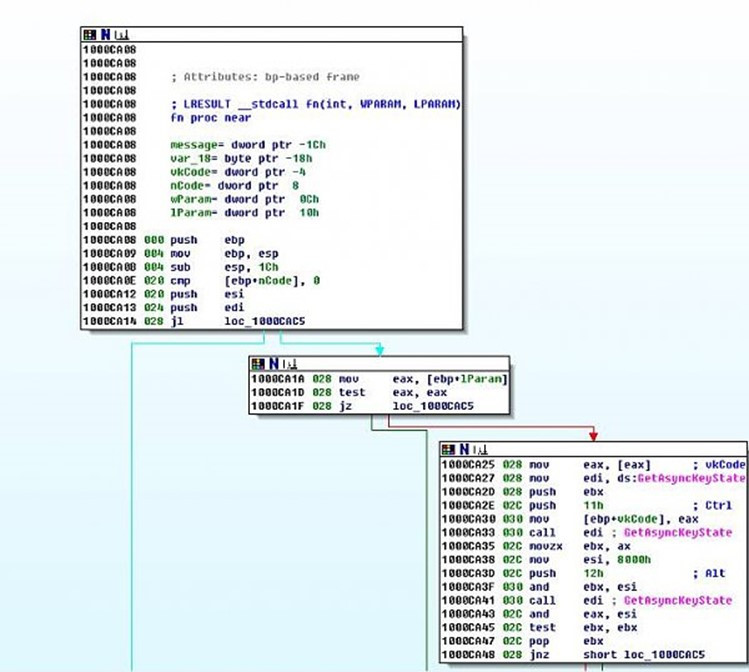 1000CA08
1000CA08
1000CA08 ; Attributes: bp-based frame
1000CA08
1000CA08 ; LRESULT __stdcall fn(int, WPARAM, LPARAM)
1000CA08 fn proc near
1000CA08
1000CA08 message= dword ptr -1Ch
1000CA08 var_18= byte ptr -18h
1000CA08 vkCode= dword ptr -4
1000CA08 nCode= dword ptr 8
1000CA08 wParam= dword ptr 0Ch
1000CA08 lParam= dword ptr 10h
1000CA08
1000CA08 000 push ebp
1000CA09 004 mov ebp, esp
1000CA0B 004 sub esp, 1Ch
1000CA0E 020 cmp [ebp+nCode], 0
1000CA12 020 push esi
1000CA13 024 push edi
1000CA14 028 jl loc_1000CAC5
1000CA1A 028 mov eax, [ebp+lParam]
1000CA1D 028 test eax, eax
1000CA1F 028 jz loc_1000CAC5
1000CA25 028 mov eax, [eax] ; vkCode
1000CA27 028 mov edi, ds:GetAsyncKeyState
1000CA2D 028 push ebx
1000CA2E 02C push 11h ; Ctrl
1000CA30 030 mov [ebp+vkCode], eax
1000CA33 030 call edi ; GetAsyncKeyState
1000CA35 02C movzx ebx, ax
1000CA38 02C mov esi, 8000h
1000CA3D 02C push 12h ; Alt
1000CA3F 030 and ebx, esi
1000CA41 030 call edi ; GetAsyncKeyState
1000CA43 02C and eax, esi
1000CA45 02C test ebx, ebx
1000CA47 02C pop ebx
1000CA48 028 jnz short loc_1000CAC5